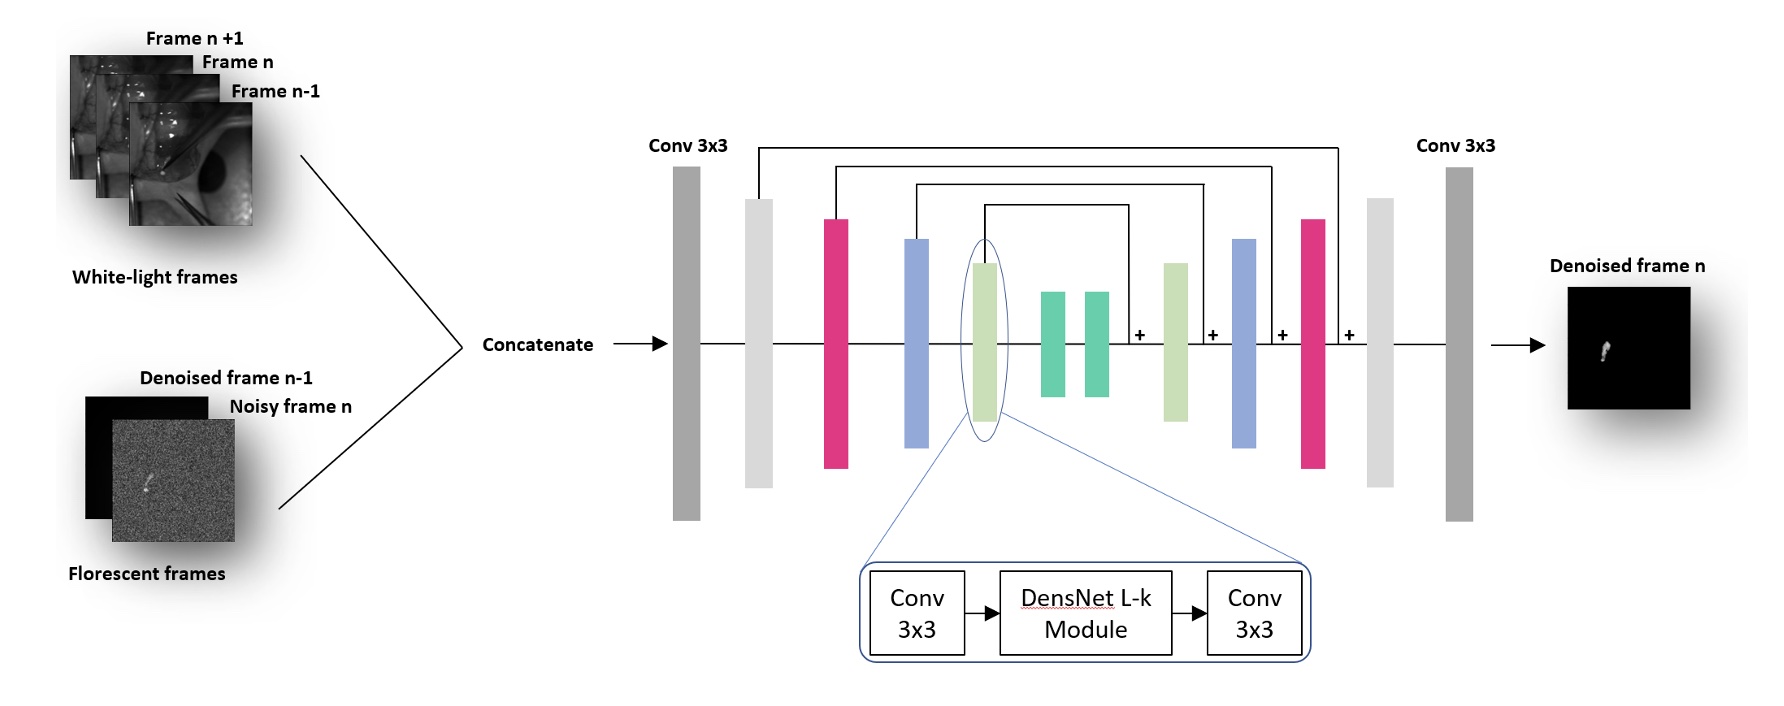 Frame n +1
Frame n
Frame n-1
White-light frames
Denoised frame n-1
Noisy frame n
Florescent frames
Concatenate
Conv 3x3
+
+
+
+
Conv 3x3
Denoised frame n
Conv
3x3
DensNet L-k
Module
Conv
3x3